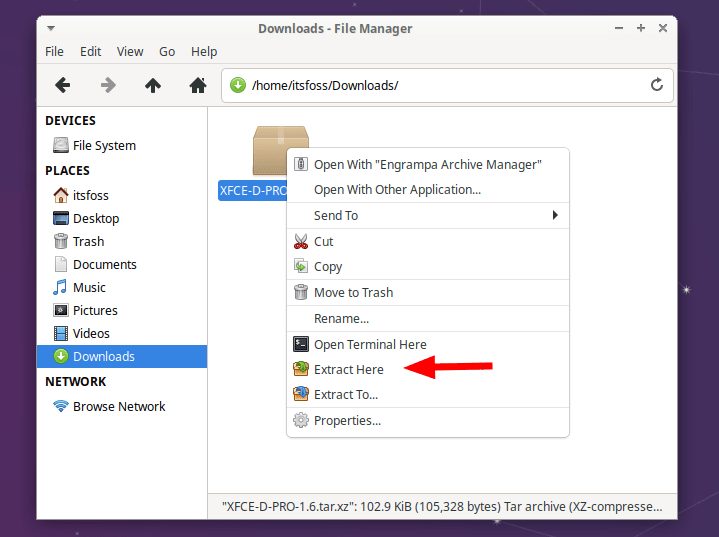 Downloads - File Manager
File Edit View Go Help
/home/itsfoss/Downloads/
DEVICES
File System
PLACES
itsfoss
Desktop
Trash
Documents
Music
Pictures
Videos
Downloads
NETWORK
Browse Network
XFCE-D-PRO
Open With "Engrampa Archive Manager"
Open With Other Application...
Send To
Cut
Copy
Move to Trash
Rename...
Open Terminal Here
Extract Here
Extract To...
Properties...
"XFCE-D-PRO-1.6.tar.xz": 102.9 KiB (105,328 bytes) Tar archive (XZ-compresse...